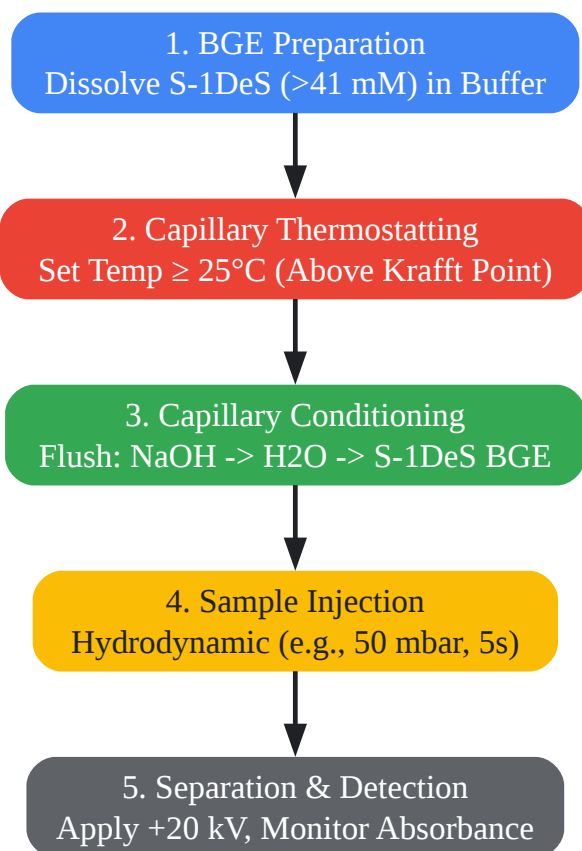 1. BGE Preparation
Dissolve S-1DeS (>41 mM) in Buffer
2. Capillary Thermostatting
Set Temp ≥ 25°C (Above Krafft Point)
3. Capillary Conditioning
Flush: NaOH -> H2O -> S-1DeS BGE
4. Sample Injection
Hydrodynamic (e.g., 50 mbar, 5s)
5. Separation & Detection
Apply +20 kV, Monitor Absorbance